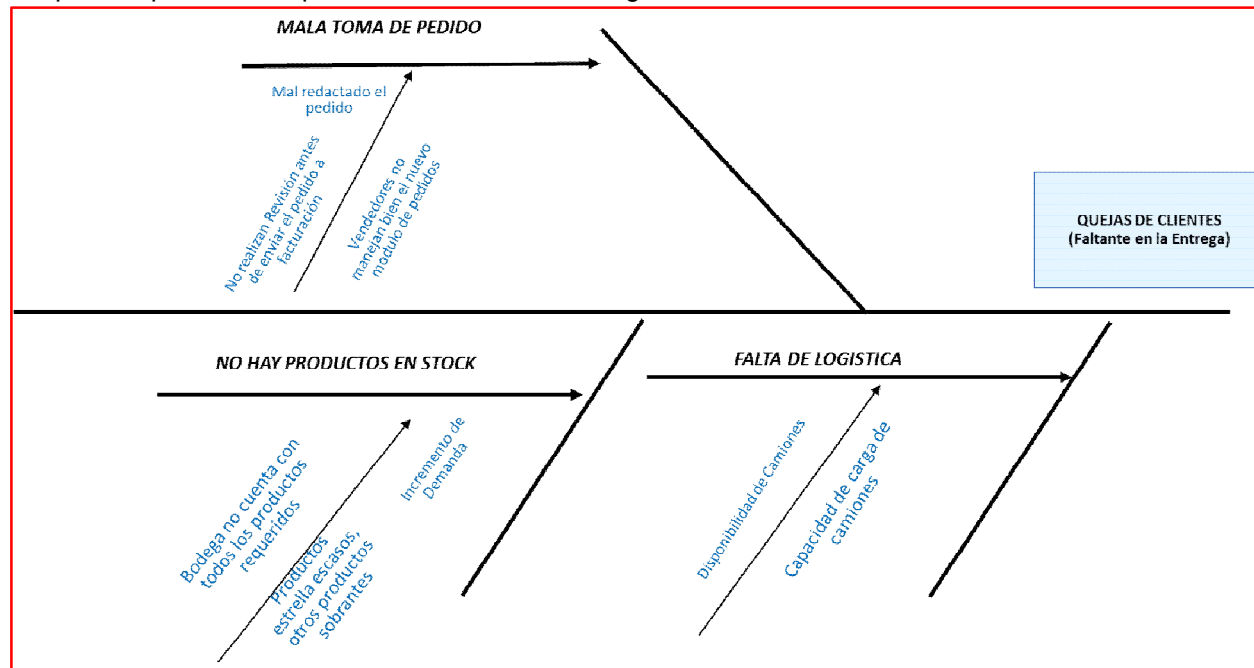 MALA TOMA DE PEDIDO
Mal redactado el
pedido
No realizan Revisión antes
de enviar el pedido a
facturación
Vendedores no
manejan bien el nuevo
modulo de pedidos
QUEJAS DE CLIENTES
(Faltante en la Entrega)
NO HAY PRODUCTOS EN STOCK
Bodega no cuenta con
todos los productos
requeridos
Productos
estrella escasos,
otros productos
sobrantes
Incremento de
Demanda
FALTA DE LOGISTICA
Disponibilidad de Camiones
Capacidad de carga de
camiones